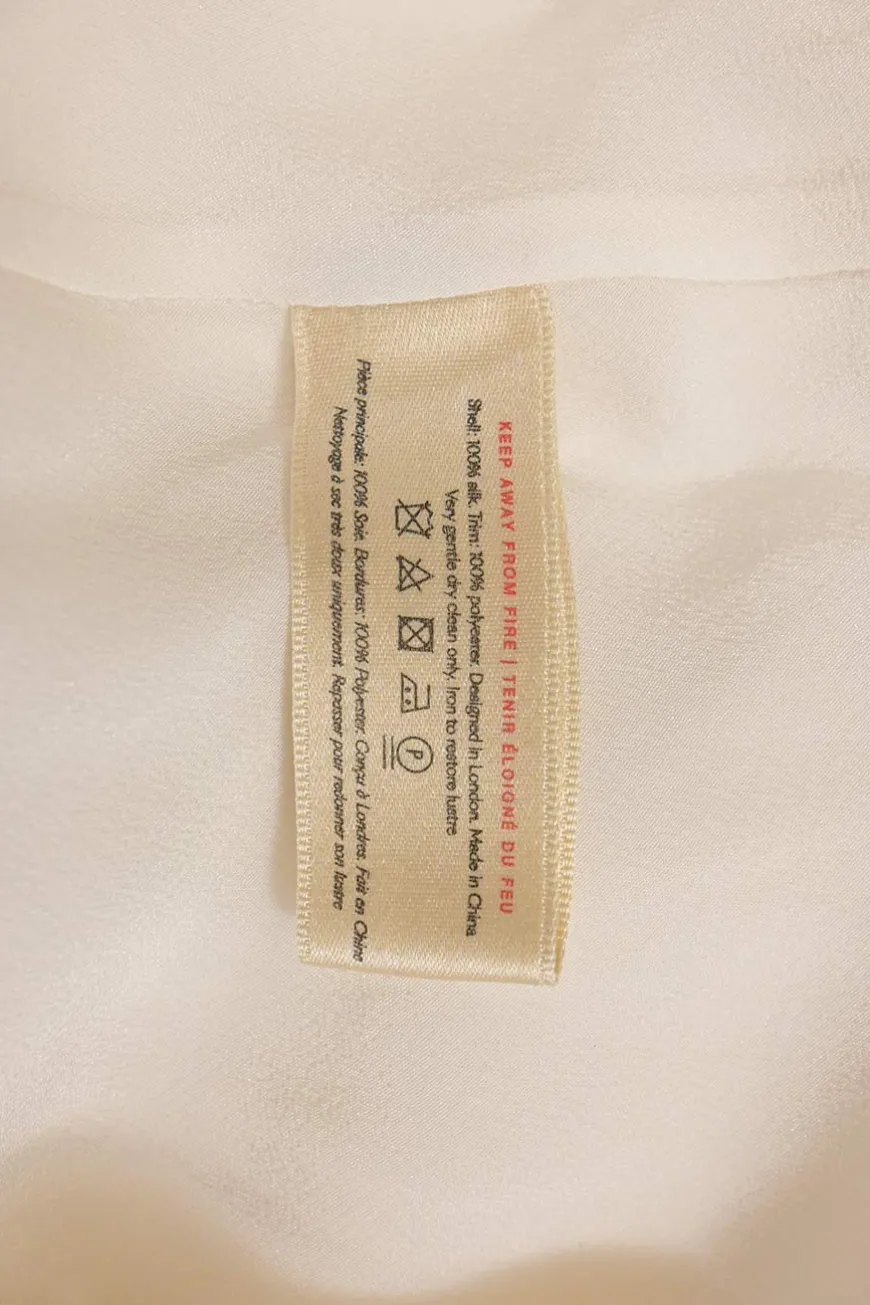 KEEP AWAY FROM FIRE | TENIR ÉLOIGNÉ DU FEU
Shell: 100% silk. Trim: 100% polyester. Designed in London. Made in China
Very gentle dry clean only. Iron to restore lustre
P
Pièce principale: 100% Soie. Bordures: 100% Polyester. Conçu à Londres. Fait en Chine
Nettoyage à sec très doux uniquement. Repasser pour redonner son lustre